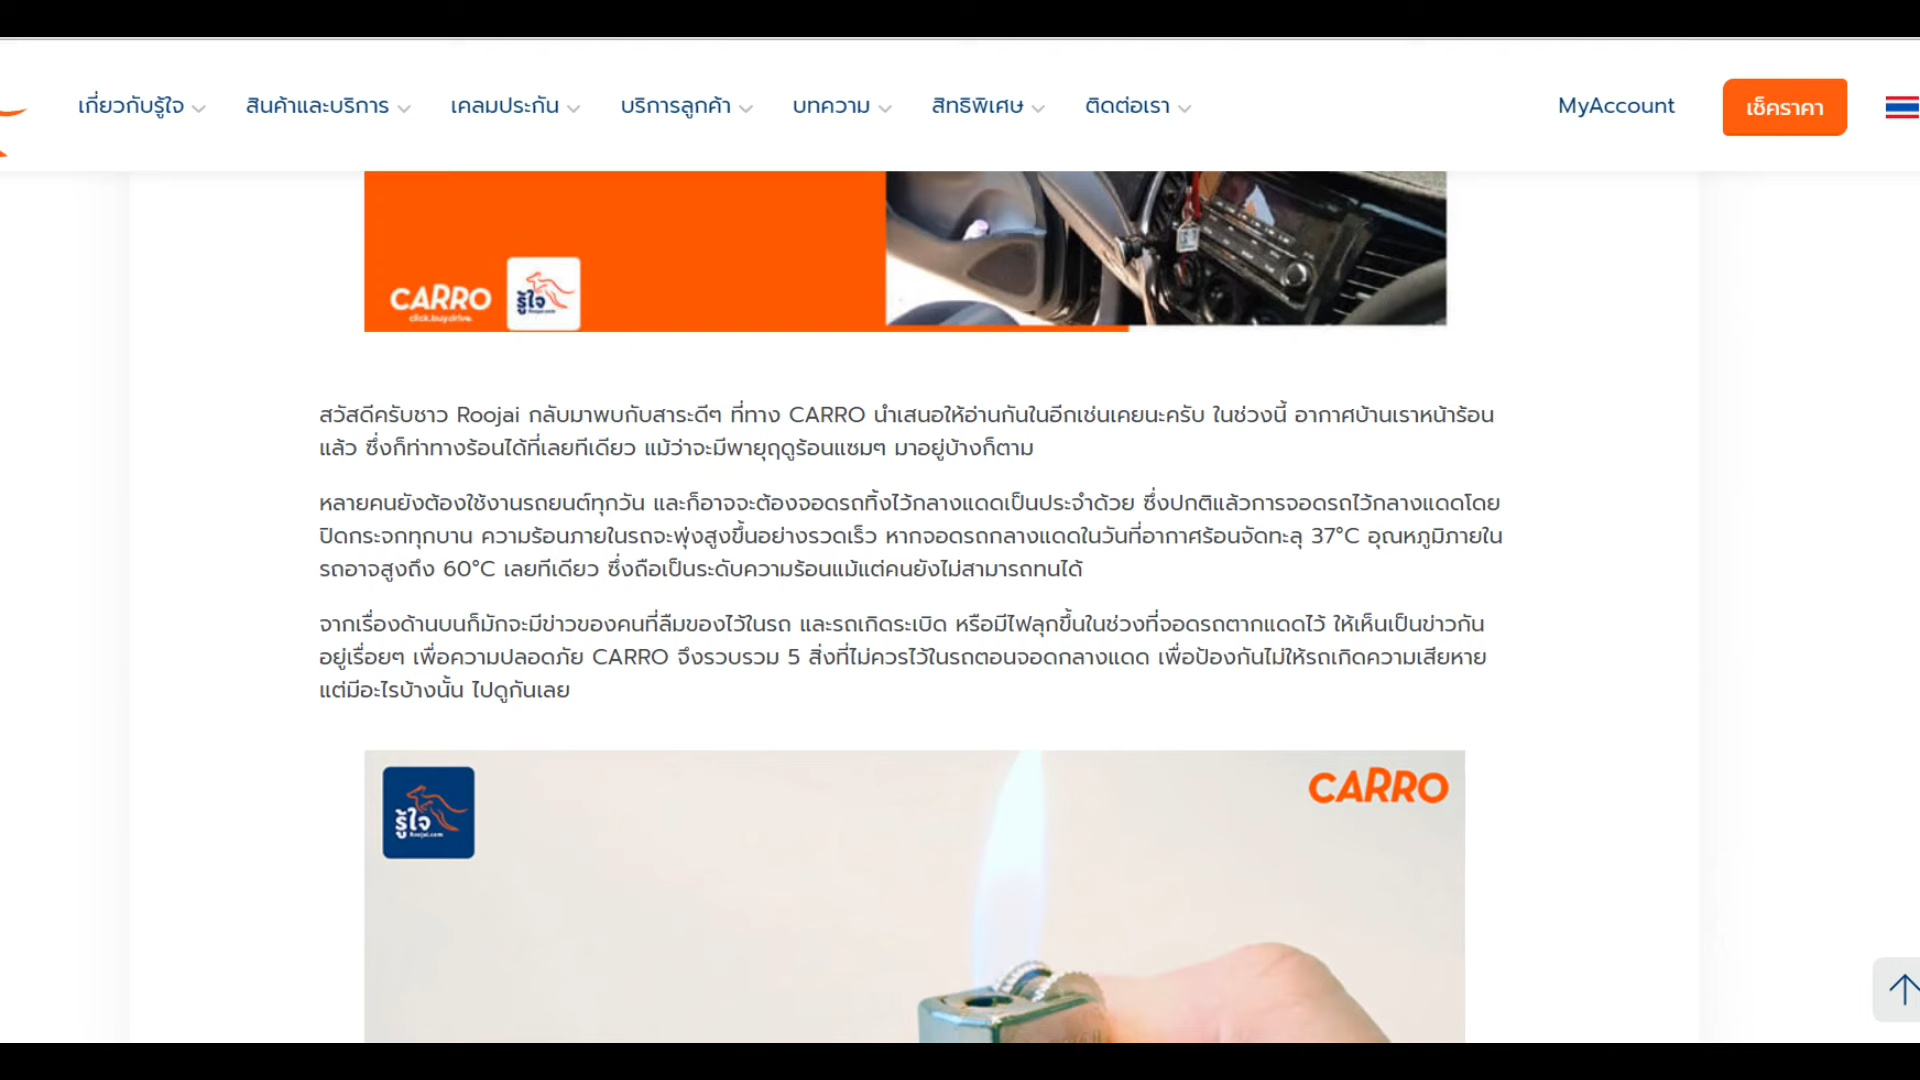 เกี่ยวกับรู้ใจ สินค้าและบริการ เคลมประกัน บริการลูกค้า บทความ สิทธิพิเศษ ติดต่อเรา MyAccount เช็คราคา
CARRO รู้ใจ
click.buy.drive. Roojai.com
สวัสดีครับชาว Roojai กลับมาพบกับสาระดีๆ ที่ทาง CARRO นำเสนอให้อ่านกันในอีกเช่นเคยนะครับ ในช่วงนี้ อากาศบ้านเราหน้าร้อน
แล้ว ซึ่งก็ท่าทางร้อนได้ที่เลยทีเดียว แม้ว่าจะมีพายุฤดูร้อนแซมๆ มาอยู่บ้างก็ตาม
หลายคนยังต้องใช้งานรถยนต์ทุกวัน และก็อาจจะต้องจอดรถทิ้งไว้กลางแดดเป็นประจำด้วย ซึ่งปกติแล้วการจอดรถไว้กลางแดดโดย
ปิดกระจกทุกบาน ความร้อนภายในรถจะพุ่งสูงขึ้นอย่างรวดเร็ว หากจอดรถกลางแดดในวันที่อากาศร้อนจัดทะลุ 37°C อุณหภูมิภายใน
รถอาจสูงถึง 60°C เลยทีเดียว ซึ่งถือเป็นระดับความร้อนแม้แต่คนยังไม่สามารถทนได้
จากเรื่องด้านบนก็มักจะมีข่าวของคนที่ลืมของไว้ในรถ และรถเกิดระเบิด หรือมีไฟลุกขึ้นในช่วงที่จอดรถตากแดดไว้ ให้เห็นเป็นข่าวกัน
อยู่เรื่อยๆ เพื่อความปลอดภัย CARRO จึงรวบรวม 5 สิ่งที่ไม่ควรไว้ในรถตอนจอดกลางแดด เพื่อป้องกันไม่ให้รถเกิดความเสียหาย
แต่มีอะไรบ้างนั้น ไปดูกันเลย
รู้ใจ CARRO
Roojai.com